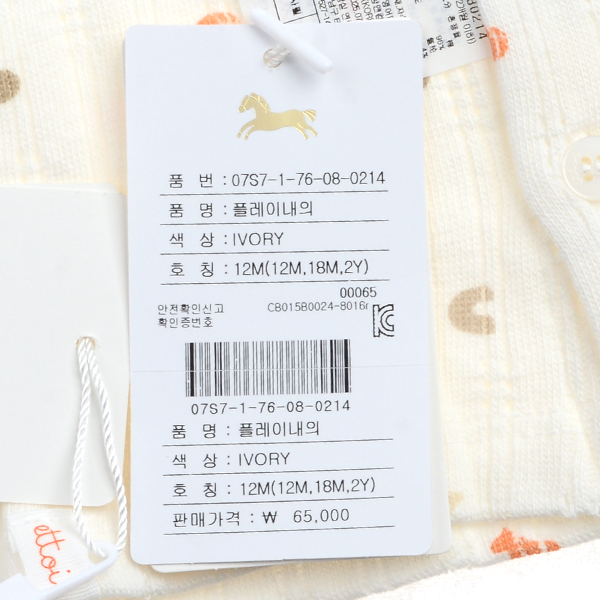 품 번 : 07S7-1-76-08-0214
품 명 : 플레이내의
색 상 : IVORY
호 칭 : 12M(12M,18M,2Y)
00065
안전확인신고
확인증번호
CB015B0024-8016r
07S7-1-76-08-0214
품 명 : 플레이내의
색 상 : IVORY
호 칭 : 12M(12M,18M,2Y)
판매가격 : ₩ 65,000
ettoi